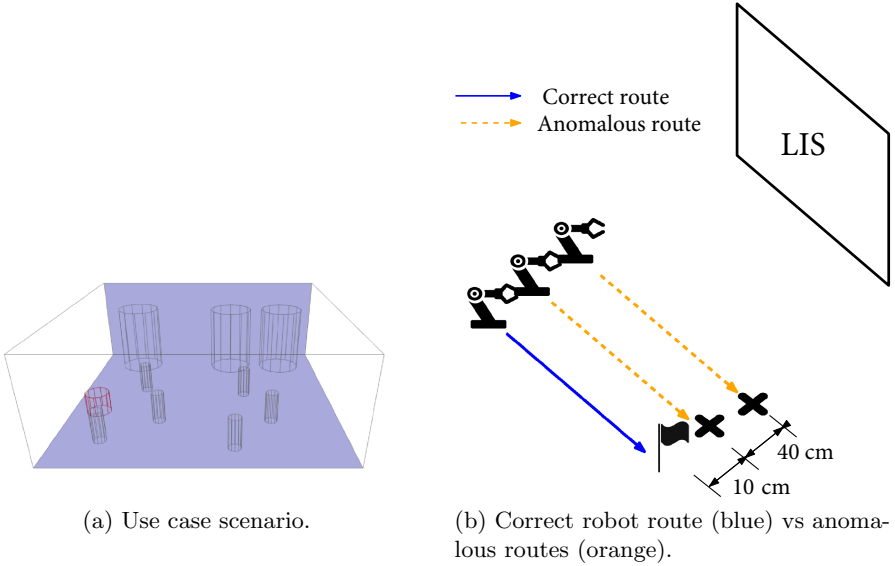 Correct route
Anomalous route
LIS
40 cm
10 cm
(a) Use case scenario.
(b) Correct robot route (blue) vs anoma-
lous routes (orange).